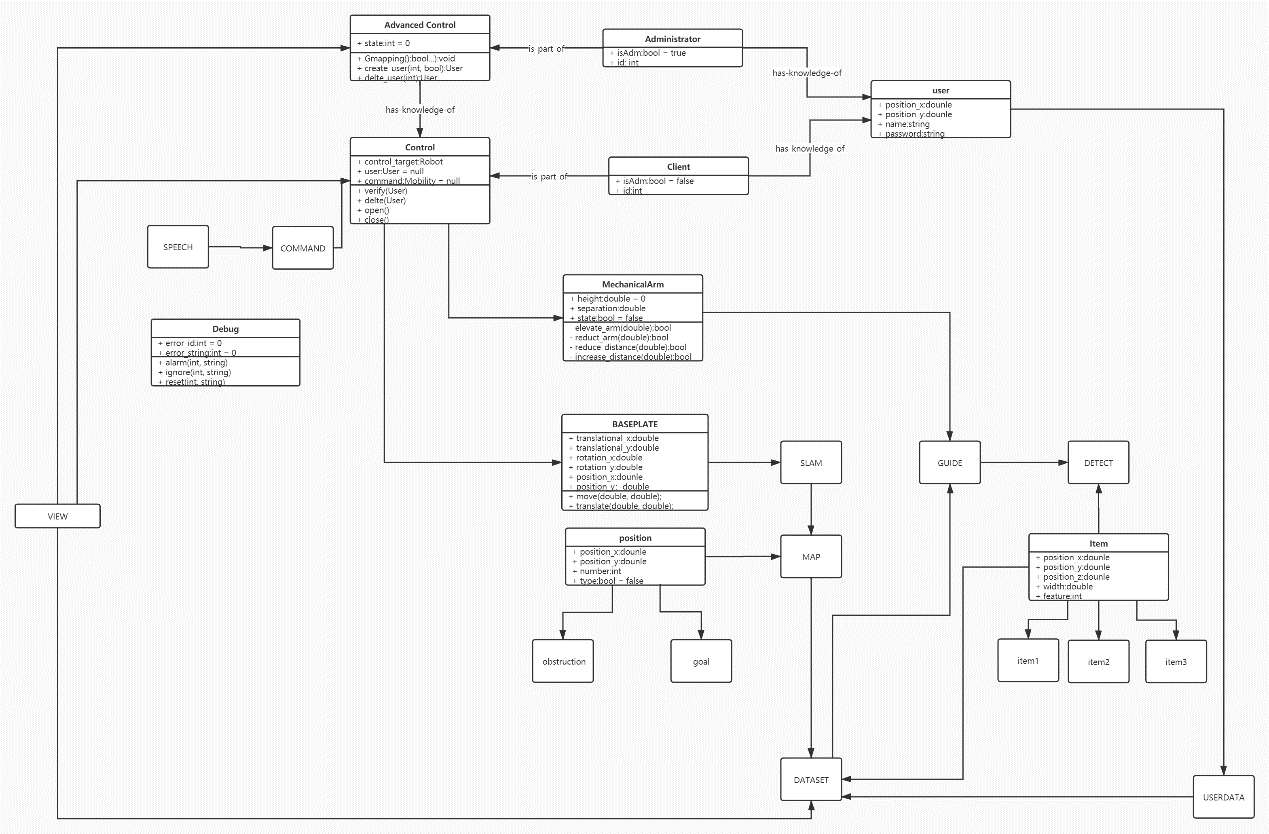 Advanced Control
+ state:int = 0
+ Gmapping():bool...):void
+ create_user(int, bool):User
+ delte_user(int):User
is part of
Administrator
+ isAdm:bool = true
+ id: int
has-knowledge-of
user
+ position_x:dounle
+ position_y:dounle
+ name:string
+ password:string
has-knowledge-of
Control
+ control_target:Robot
+ user:User = null
+ command:Mobility = null
+ verify(User)
+ delte(User)
+ open()
+ close()
is part of
Client
+ isAdm:bool = false
+ id:int
has knowledge of
SPEECH
COMMAND
MechanicalArm
+ height:double = 0
+ separation:double
+ state:bool = false
elevate_arm(double):bool
- reduct_arm(double):bool
- reduce_distance(double):bool
- increase_distance(double):bool
Debug
+ error_id:int = 0
+ error_string:int = 0
+ alarm(int, string)
+ ignore(int, string)
+ reset(int, string)
BASEPLATE
+ translational_x:double
+ translational_y:double
+ rotation_x:double
+ rotation_y:double
+ position_x:dounle
+ position_y: double
+ move(double, double);
+ translate(double, double);
SLAM
GUIDE
DETECT
VIEW
position
+ position_x:dounle
+ position_y:dounle
+ number:int
+ type:bool = false
MAP
Item
+ position_x:dounle
+ position_y:dounle
+ position_z:dounle
+ width:double
+ feature:int
obstruction
goal
item1
item2
item3
DATASET
USERDATA